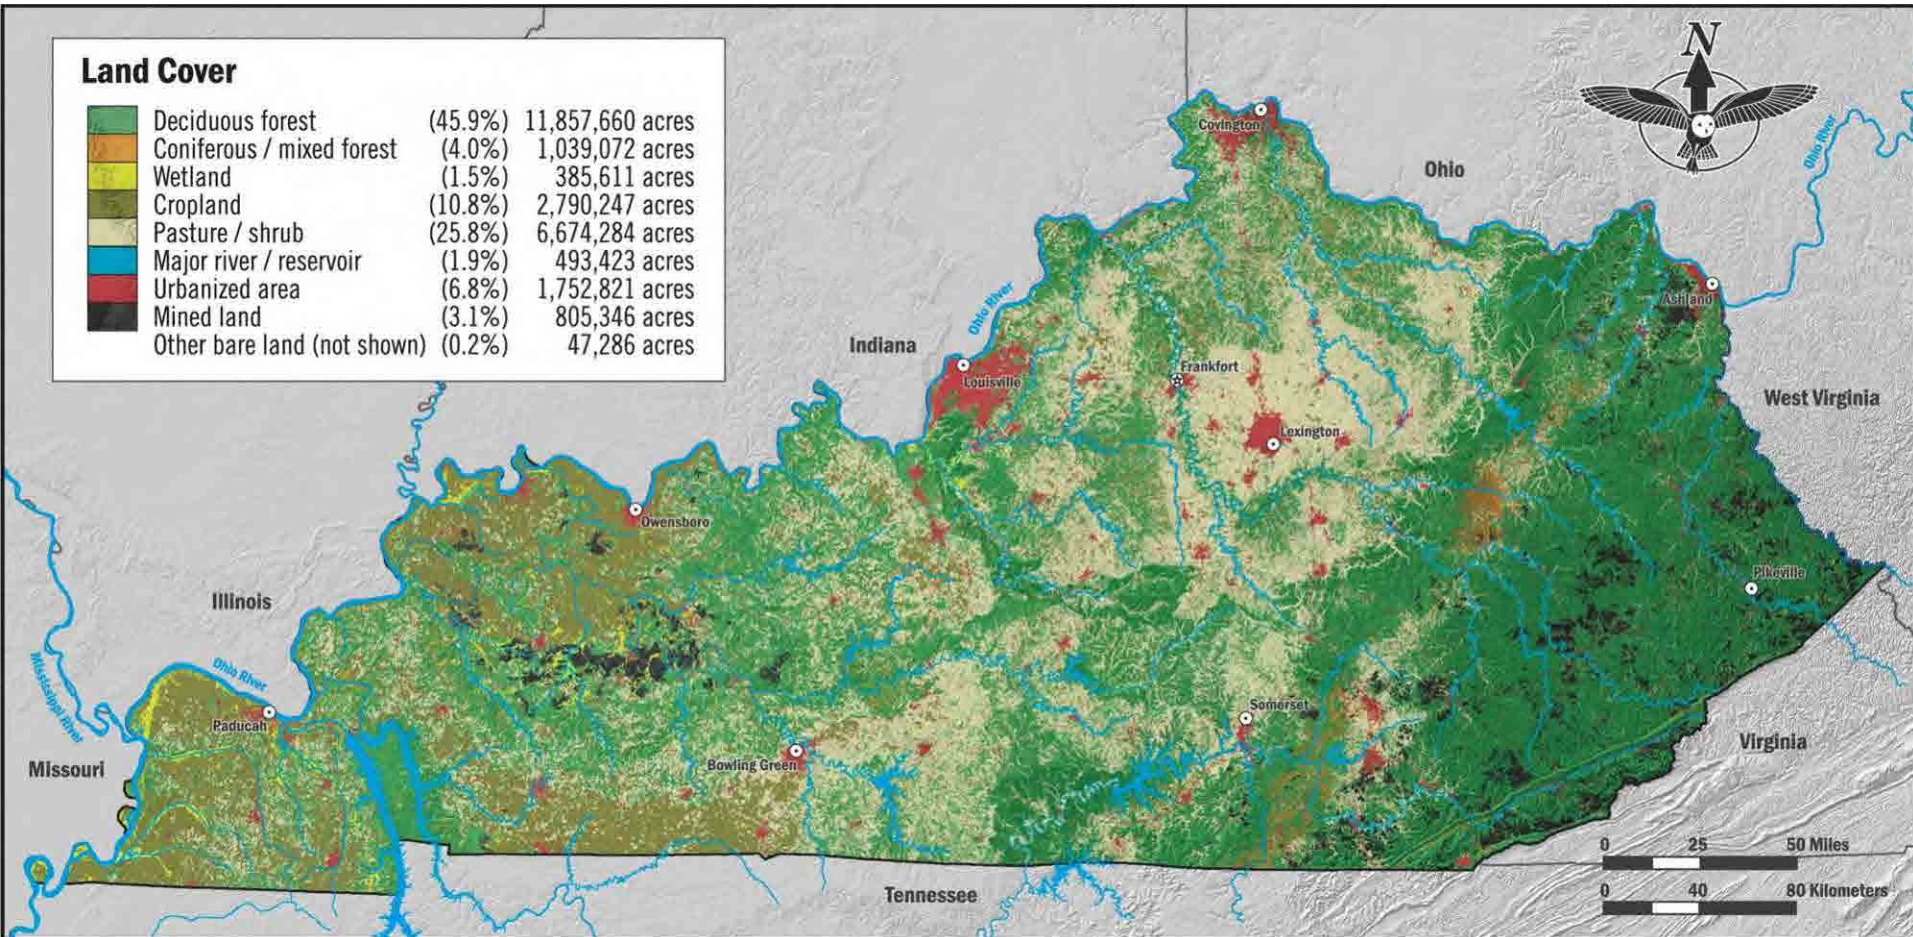 Land Cover
Deciduous forest (45.9%) 11,857,660 acres
Coniferous / mixed forest (4.0%) 1,039,072 acres
Wetland (1.5%) 385,611 acres
Cropland (10.8%) 2,790,247 acres
Pasture / shrub (25.8%) 6,674,284 acres
Major river / reservoir (1.9%) 493,423 acres
Urbanized area (6.8%) 1,752,821 acres
Mined land (3.1%) 805,346 acres
Other bare land (not shown) (0.2%) 47,286 acres
N
Covington
Ohio River
Ohio
Ashland
Ohio River
Indiana
Louisville
Frankfort
West Virginia
Lexington
Owensboro
Pikeville
Illinois
Mississippi River
Ohio River
Paducah
Somerset
Missouri
Bowling Green
Virginia
Tennessee
0 25 50 Miles
0 40 80 Kilometers